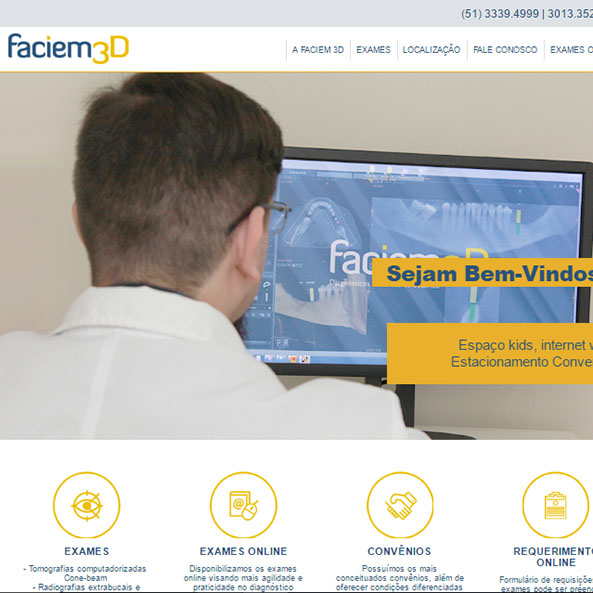 (51) 3339.4999 | 3013.352
faciem3D
A FACIEM 3D
EXAMES
LOCALIZAÇÃO
FALE CONOSCO
EXAMES O
faciem3D
Sejam Bem-Vindos
Espaço kids, internet w
Estacionamento Conve
EXAMES
- Tomografias computadorizadas
Cone-beam
- Radiografias extrabucais e
EXAMES ONLINE
Disponibilizamos os exames
online visando mais agilidade e
praticidade no diagnóstico
CONVÊNIOS
Possuímos os mais
conceituados convênios, além de
oferecer condições diferenciadas
REQUERIMENTO
ONLINE
Formulário de requisições
exames pode ser preen